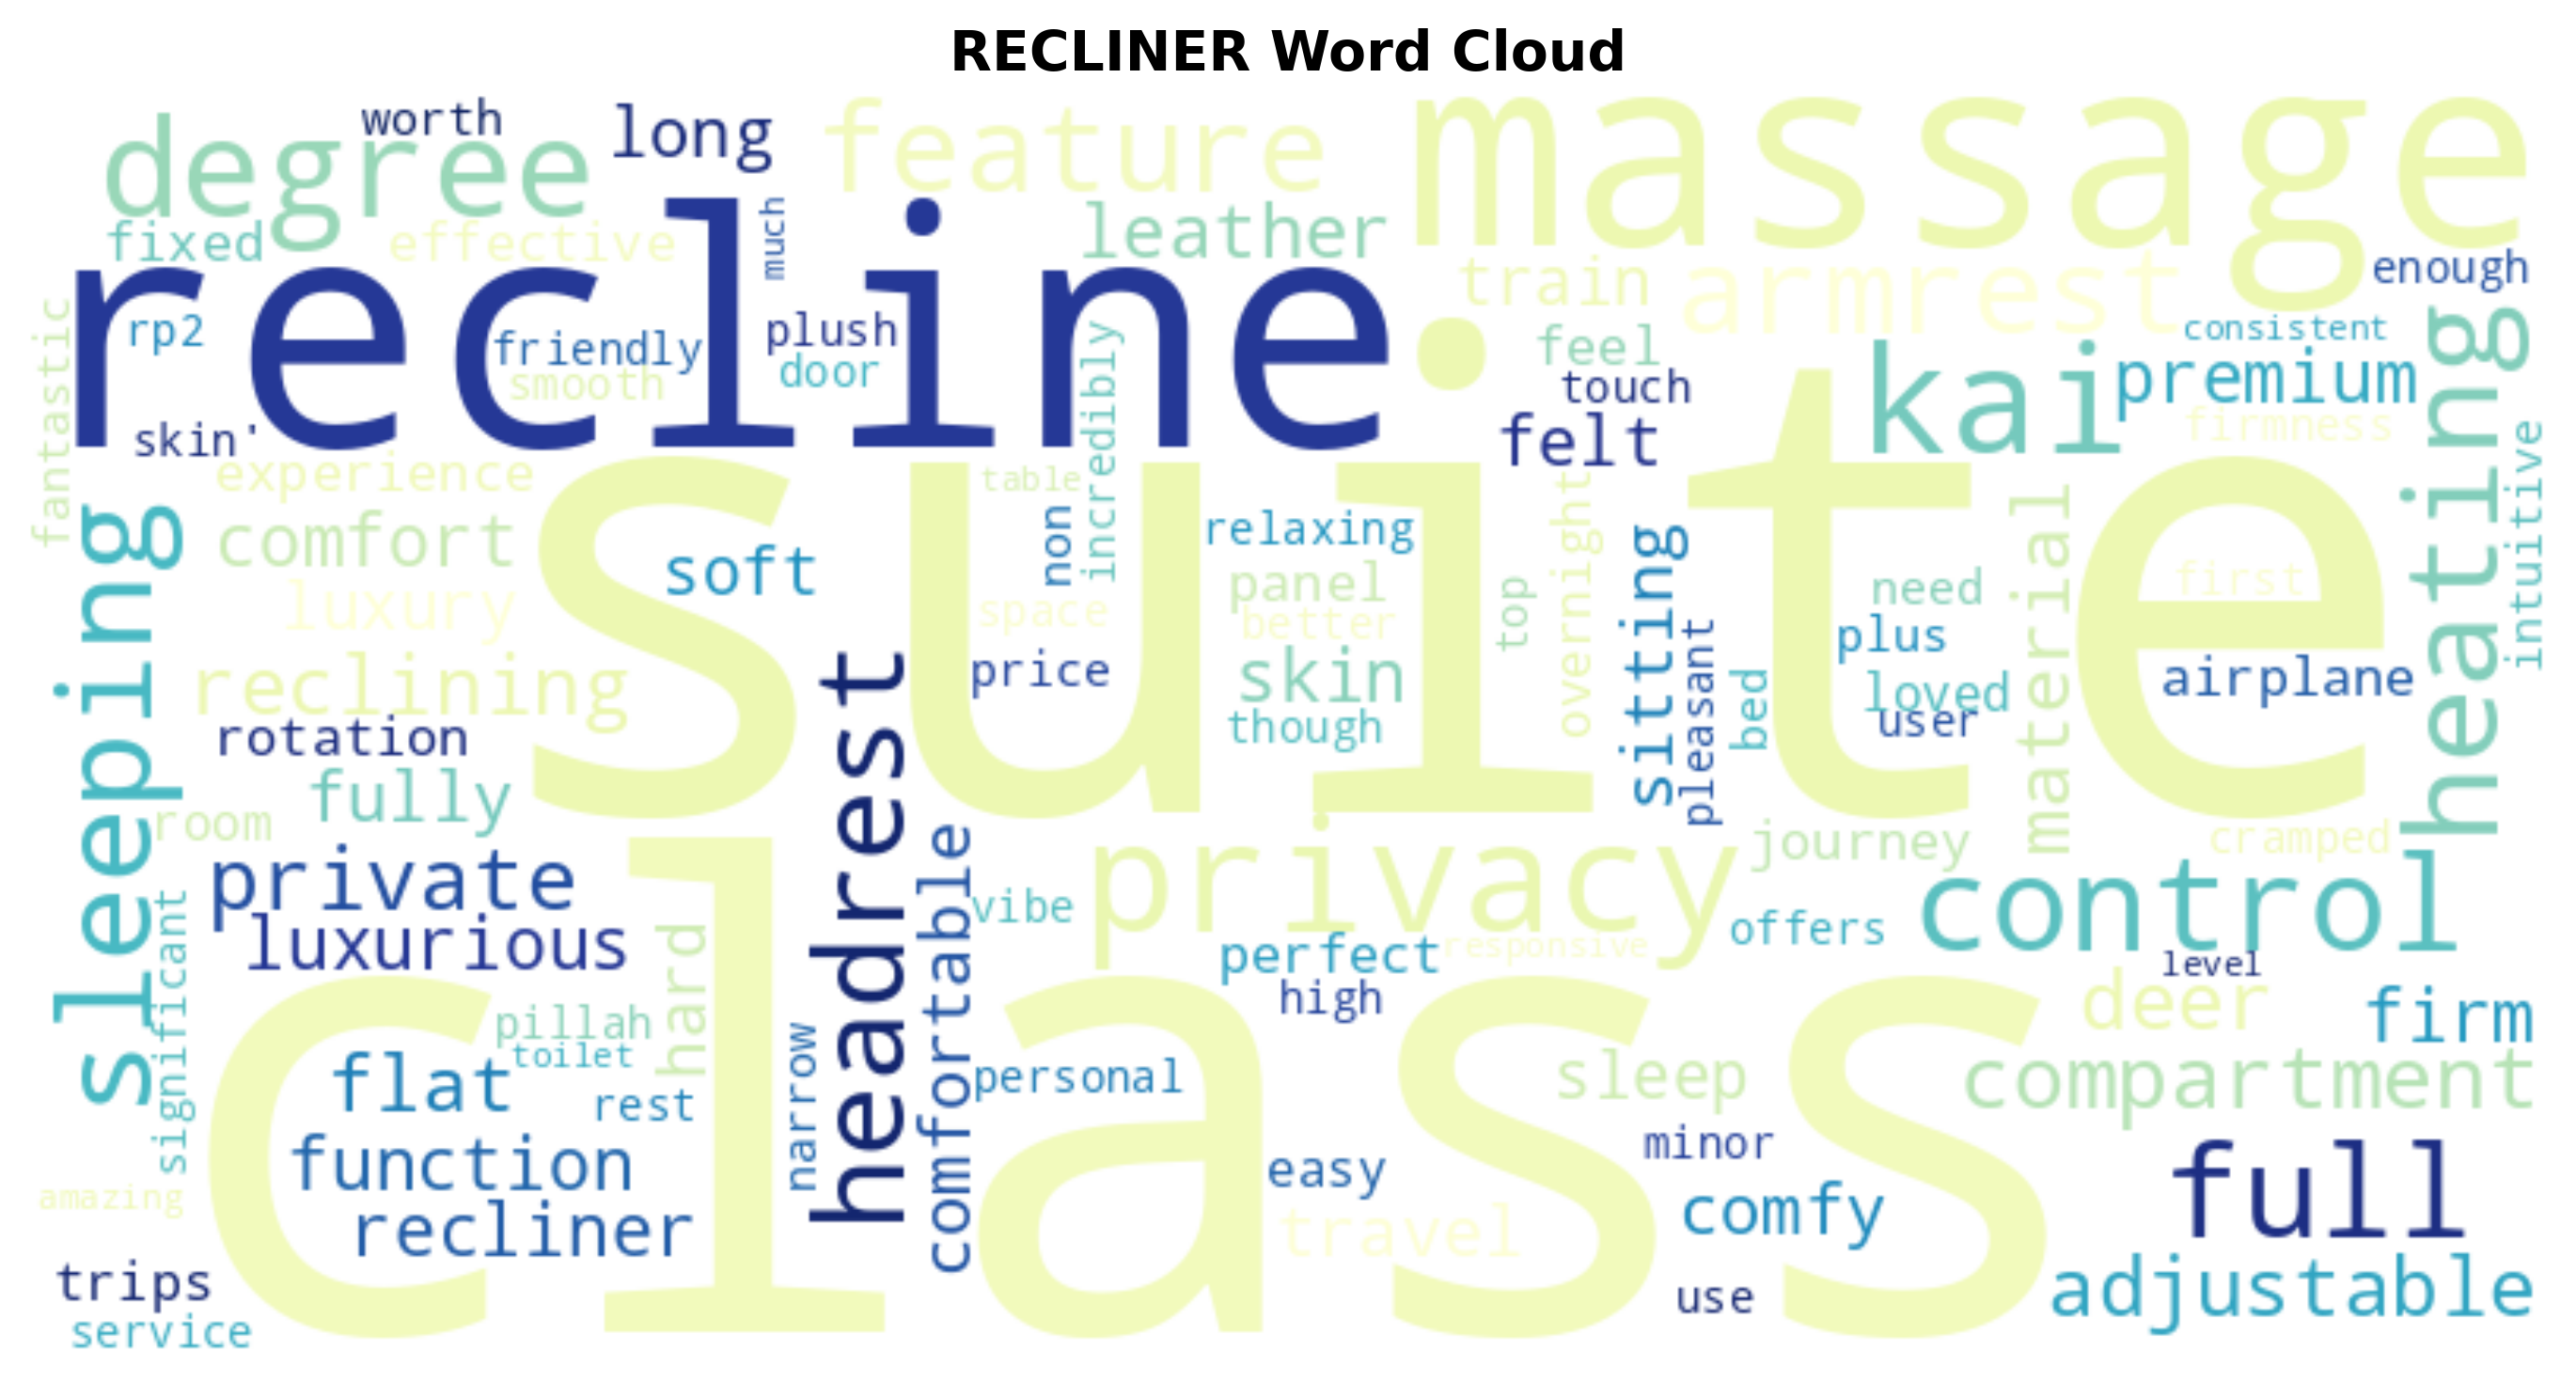 RECLINER Word Cloud
worth
long
feature
massage
degree
fixed
effective
much
leather
train
armrest
enough
recline
rp2
friendly
plush
door
smooth
feel
touch
consistent
kai
premium
heating
fantastic
skin'
incredibly
felt
firmness
intuitive
experience
suite
table
sleeping
comfort
soft
non
relaxing
overnight
sitting
material
luxury
space
panel
better
top
need
first
reclining
price
skin
pleasant
plus
loved
airplane
rotation
headrest
though
bed
user
fully
room
private
privacy
journey
cramped
control
luxurious
class
hard
comfortable
vibe
perfect
responsive
offers
level
significant
pillah
high
deer
firm
flat
toilet
rest
narrow
personal
sleep
compartment
function
easy
minor
full
amazing
recliner
travel
comfy
trips
use
adjustable
service